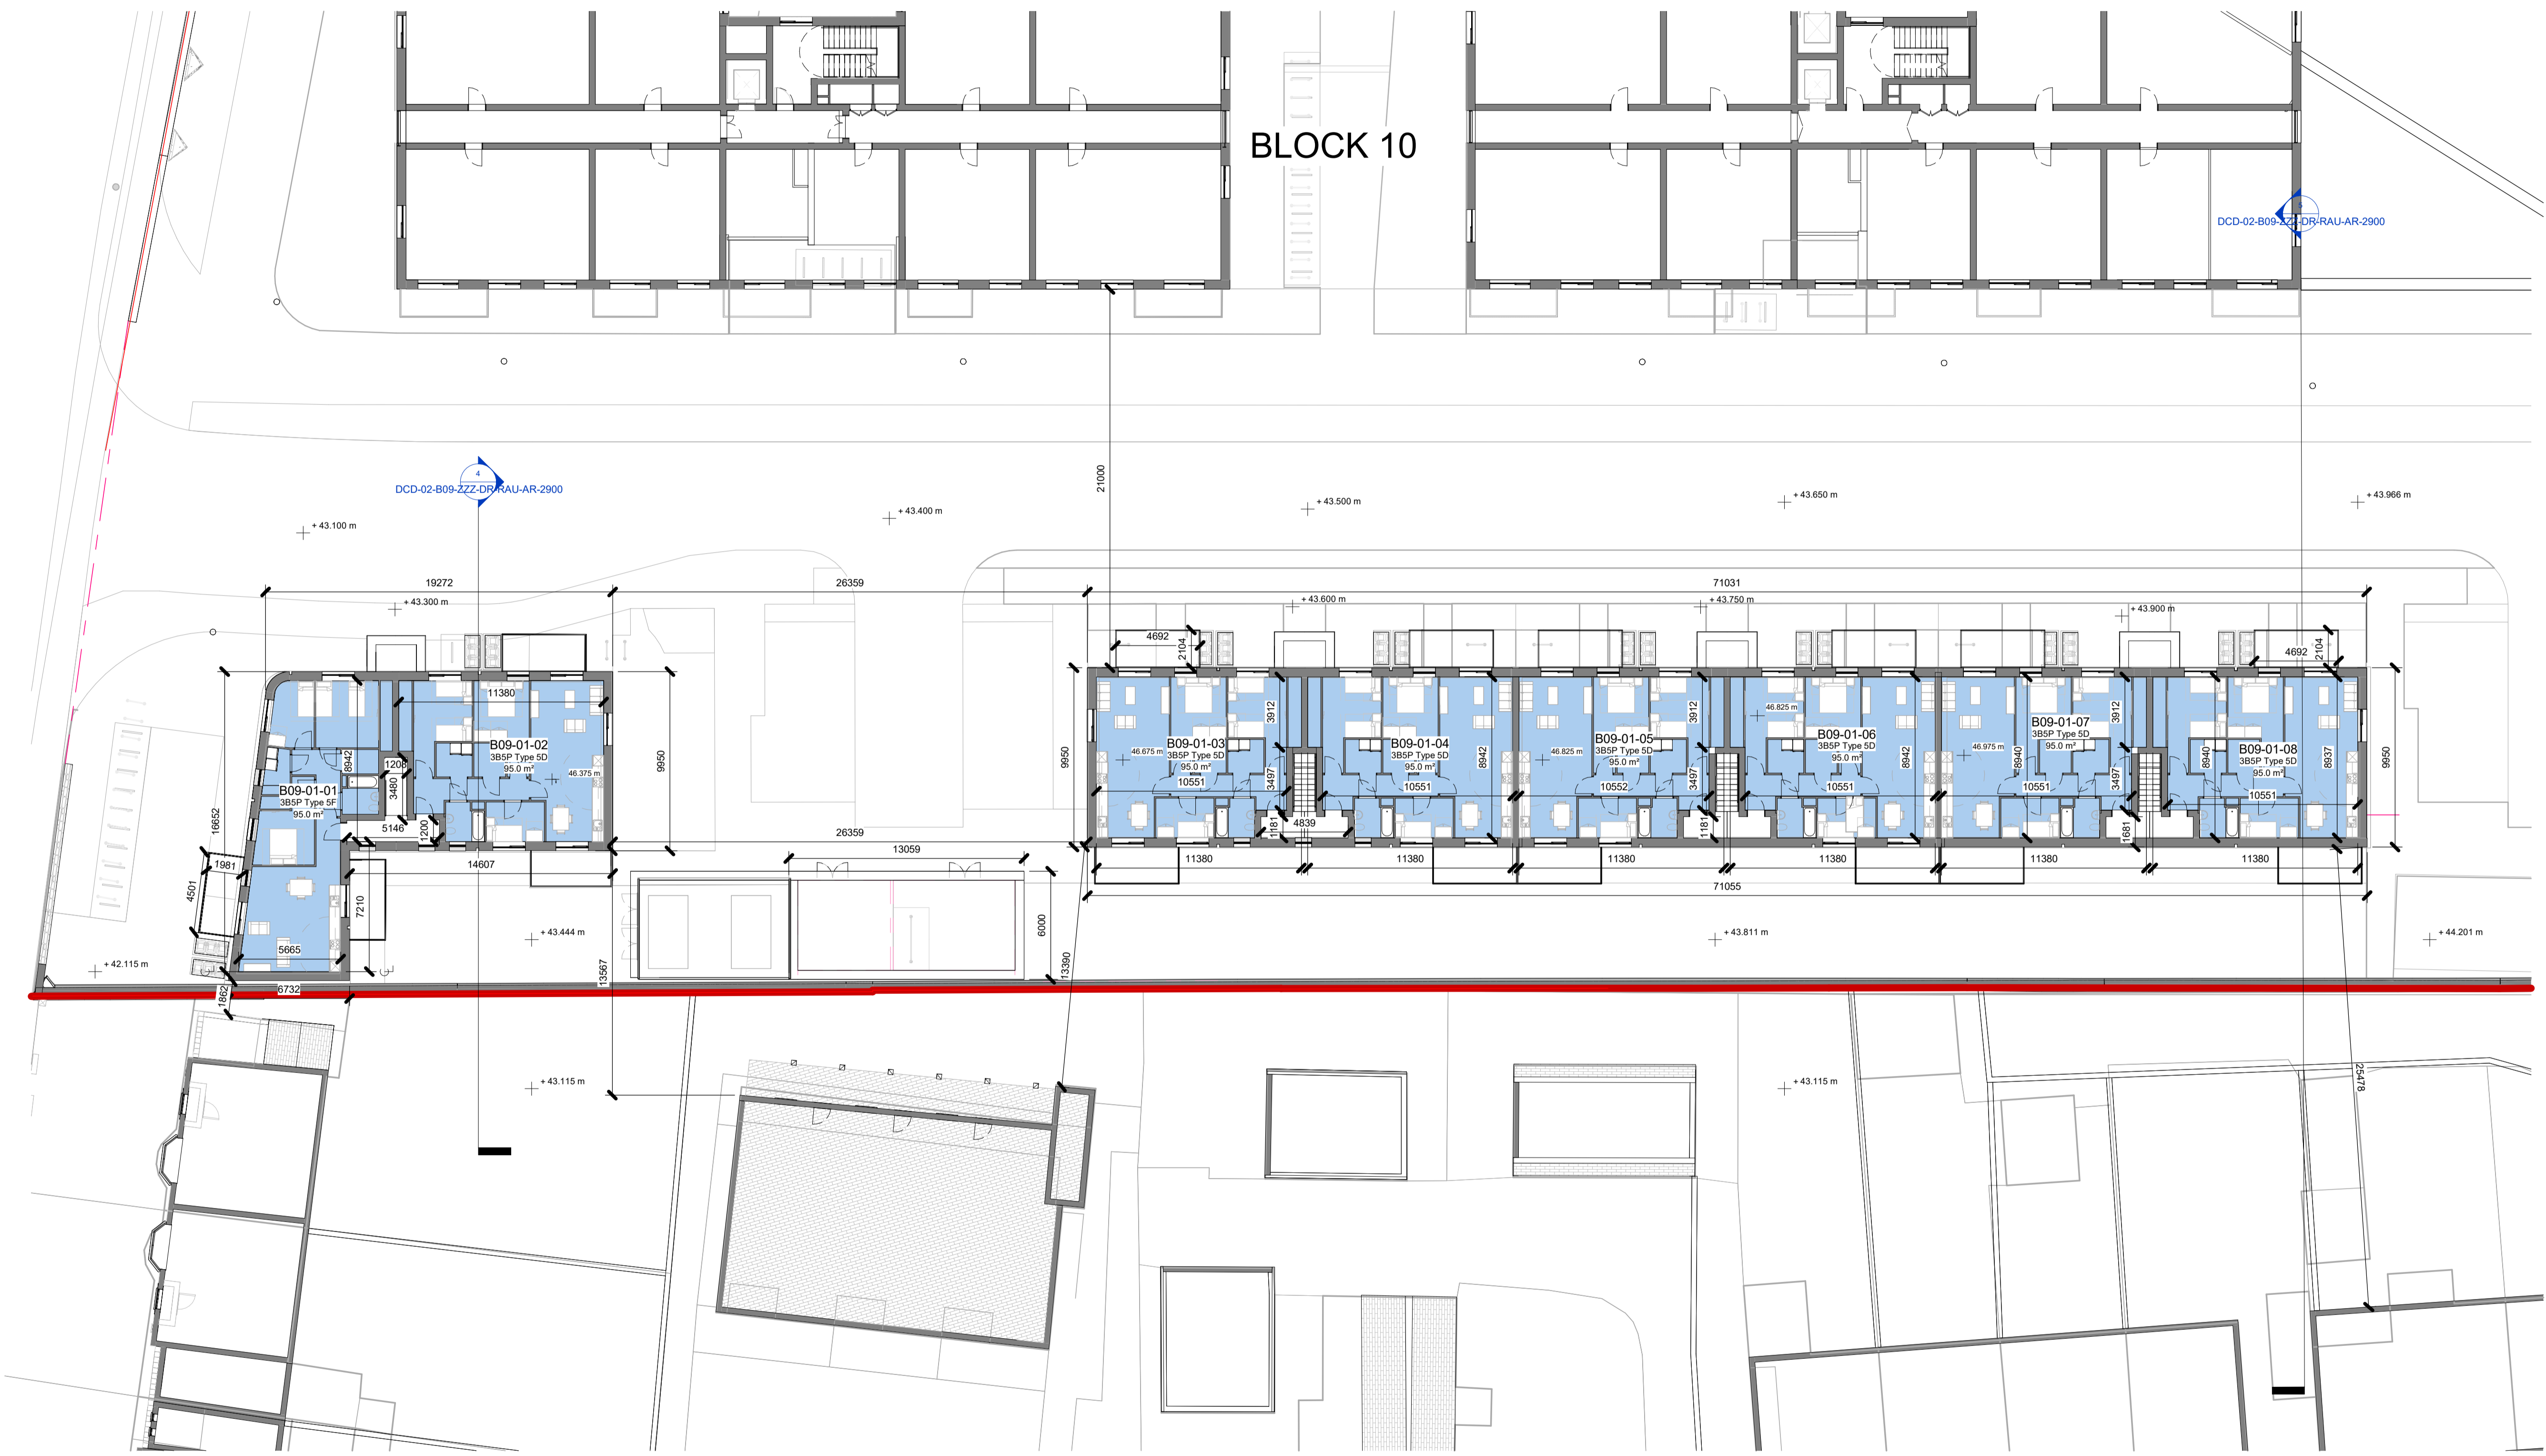 BLOCK 10
5
DCD-02-B09-ZZZ-DR-RAU-AR-2900
4
DCD-02-B09-ZZZ-DR-RAU-AR-2900
21000
+ 43.100 m
+ 43.400 m
+ 43.500 m
+ 43.650 m
+ 43.966 m
19272
26359
71031
+ 43.300 m
+ 43.600 m
+ 43.750 m
+ 43.900 m
4692
2104
4692
2104
11380
B09-01-01
3B5P Type 5F
95.0 m²
8942
1208
3480
5146
1200
16652
B09-01-02
3B5P Type 5D
95.0 m²
46.375 m
9950
9950
B09-01-03
3B5P Type 5D
95.0 m²
46.675 m
10551
3912
3497
1181
4839
B09-01-04
3B5P Type 5D
95.0 m²
10551
8942
B09-01-05
3B5P Type 5D
95.0 m²
46.825 m
10552
3912
3497
1181
46.825 m
B09-01-06
3B5P Type 5D
95.0 m²
10551
8942
B09-01-07
3B5P Type 5D
95.0 m²
46.975 m
8940
10551
3912
3497
1681
8940
B09-01-08
3B5P Type 5D
95.0 m²
10551
8937
9950
26359
14607
13059
11380
11380
11380
11380
11380
11380
71055
1981
4501
7210
5665
6000
+ 43.444 m
+ 43.811 m
+ 44.201 m
+ 42.115 m
13567
13390
1862
6732
+ 43.115 m
+ 43.115 m
25478